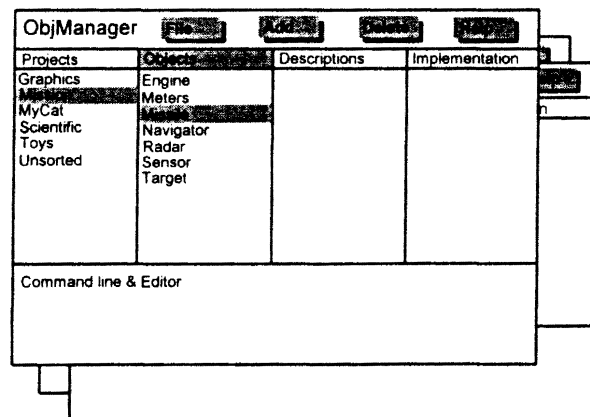 ObjManager File Add Delete Help
Projects Objects Descriptions Implementation
Graphics
MyCat
Scientific
Toys
Unsorted
Engine
Meters
Navigator
Radar
Sensor
Target
Command line & Editor